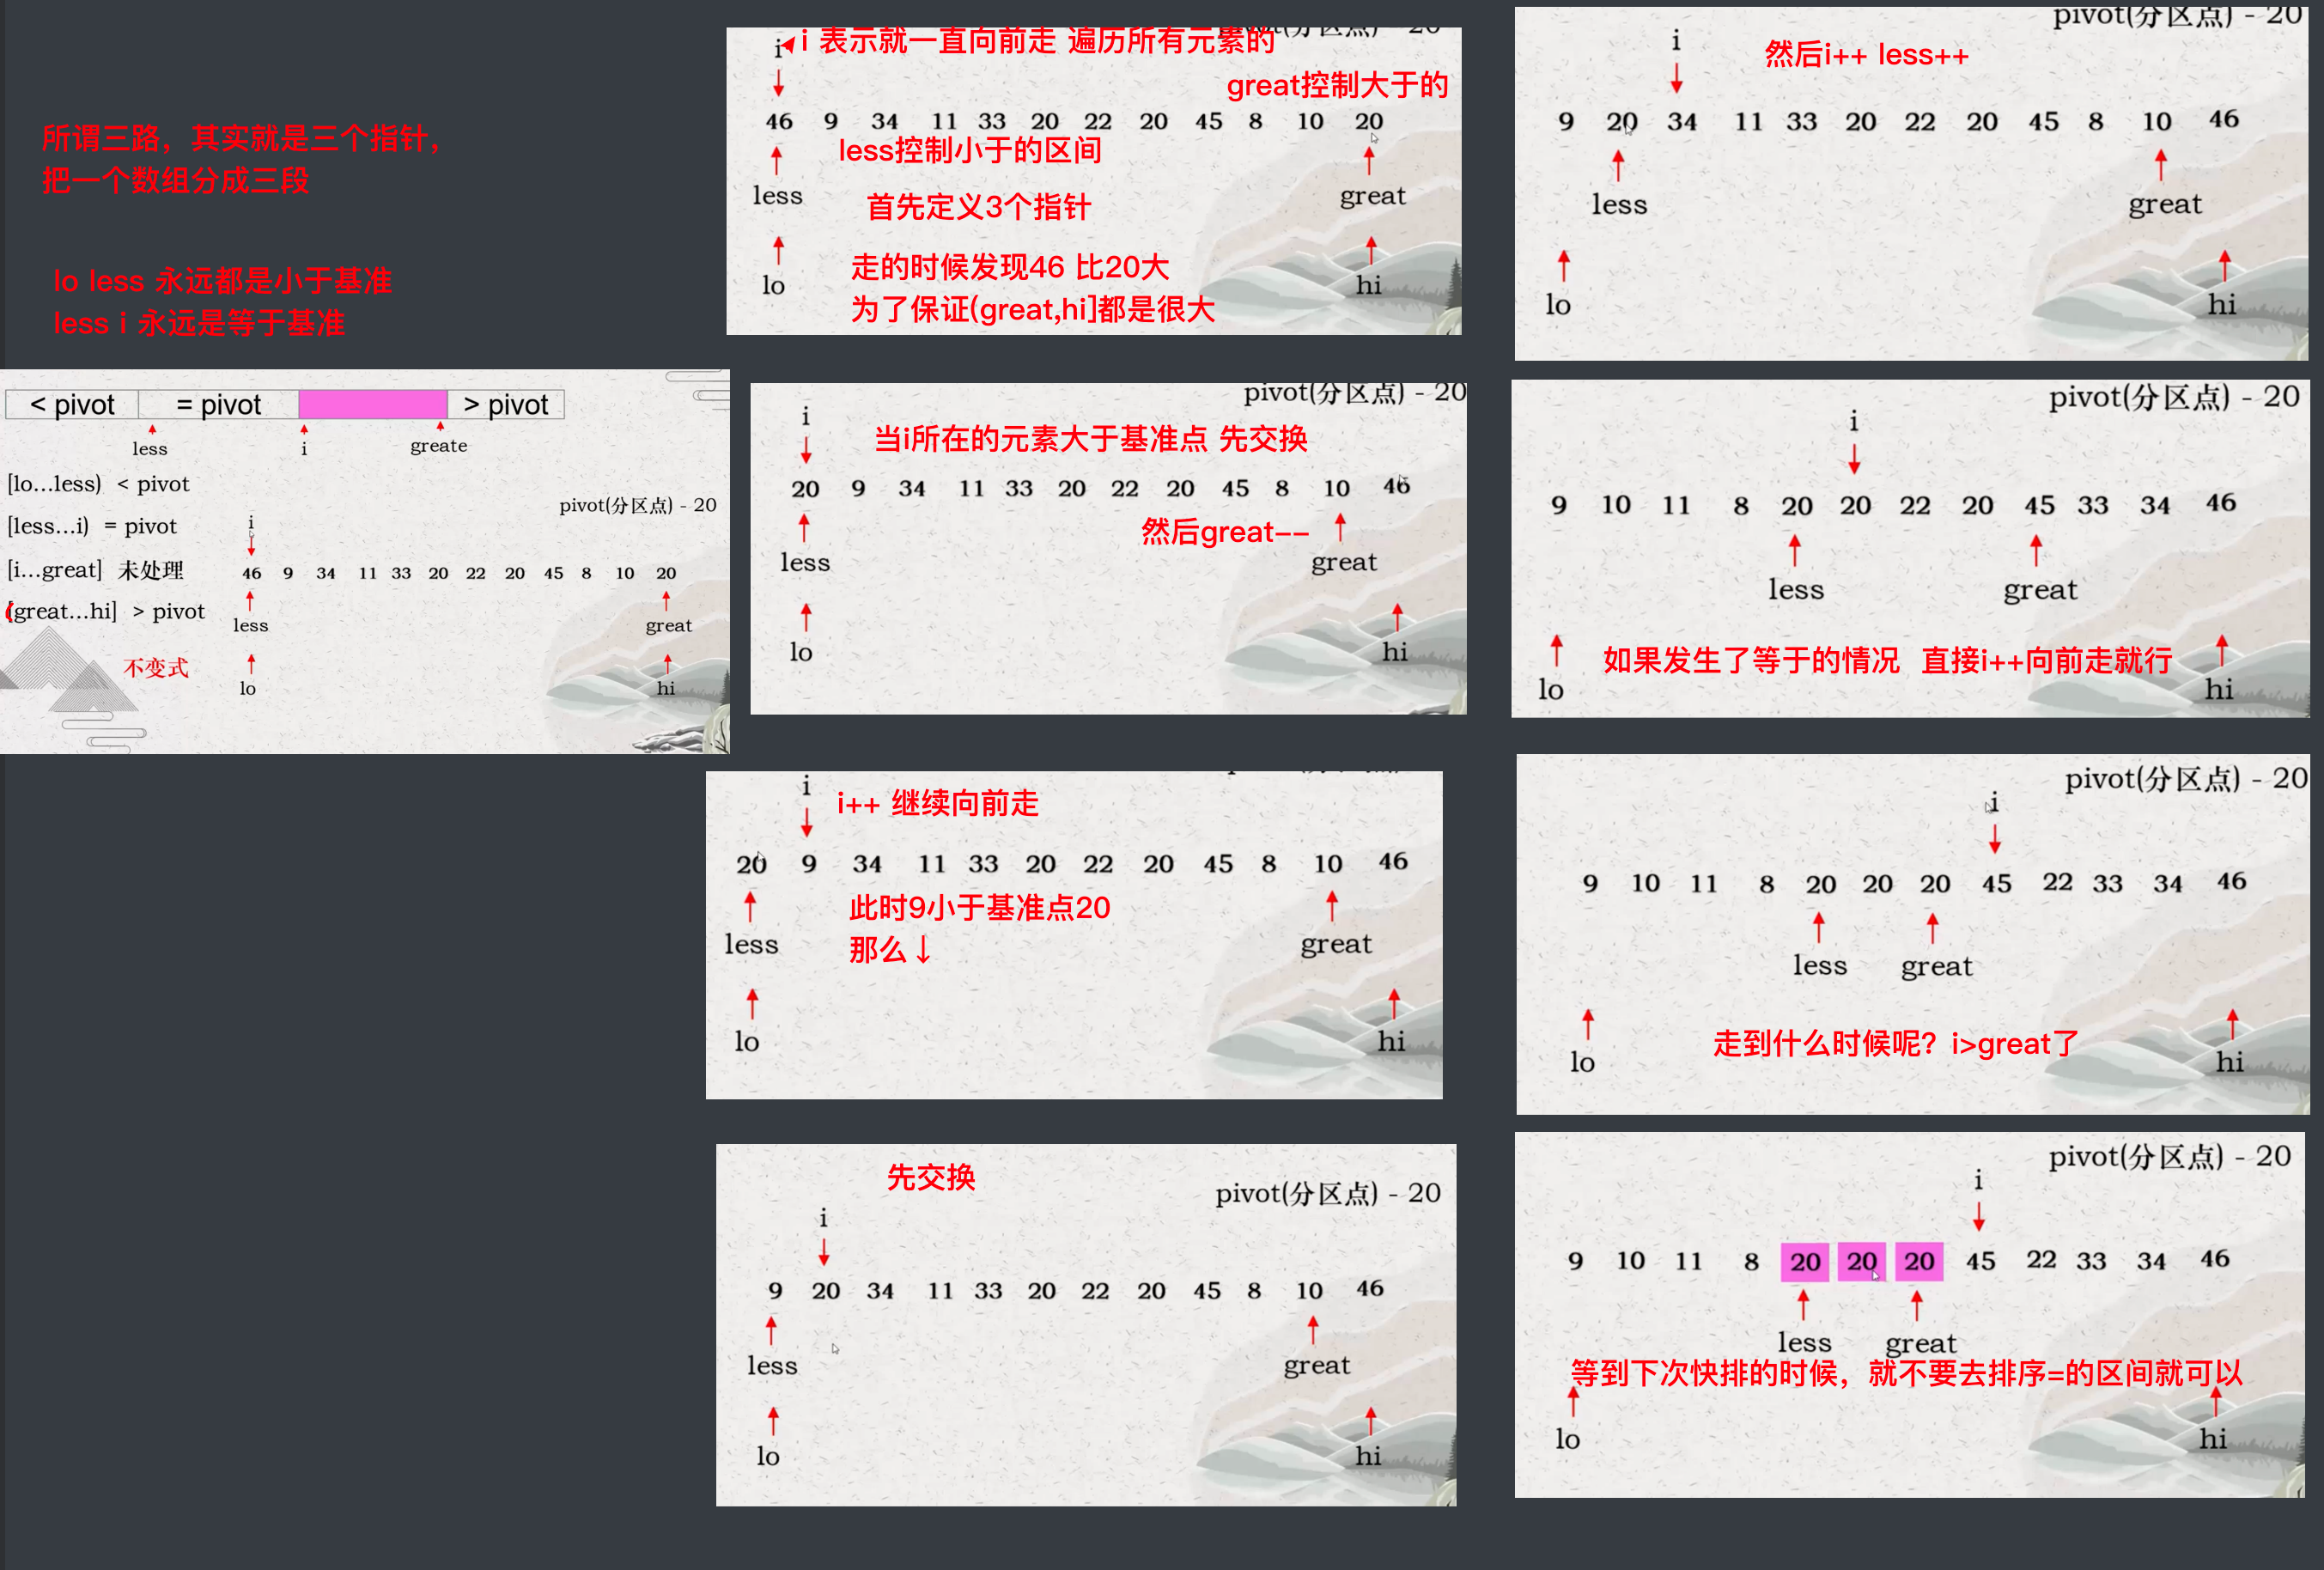 所谓三路，其实就是三个指针，
把一个数组分成三段
lo less 永远都是小于基准
less i 永远是等于基准
< pivot = pivot > pivot
less i greate
[lo...less) < pivot
[less...i) = pivot
[i...great] 未处理
(great...hi] > pivot
不变式
pivot(分区点) - 20
i
46 9 34 11 33 20 22 20 45 8 10 20
less great
lo hi
i 表示就一直向前走 遍历所有元素的
i
great控制大于的
46 9 34 11 33 20 22 20 45 8 10 20
less控制小于的区间
less great
首先定义3个指针
走的时候发现46 比20大
lo hi
为了保证(great,hi]都是很大
pivot(分区点) - 20
i
当i所在的元素大于基准点 先交换
20 9 34 11 33 20 22 20 45 8 10 46
然后great--
less great
lo hi
i
i++ 继续向前走
20 9 34 11 33 20 22 20 45 8 10 46
此时9小于基准点20
那么↓
less great
lo hi
先交换
pivot(分区点) - 20
i
9 20 34 11 33 20 22 20 45 8 10 46
less great
lo hi
pivot(分区点) - 20
i
然后i++ less++
9 20 34 11 33 20 22 20 45 8 10 46
less great
lo hi
pivot(分区点) - 20
i
9 10 11 8 20 20 22 20 45 33 34 46
less great
如果发生了等于的情况 直接i++向前走就行
lo hi
pivot(分区点) - 20
i
9 10 11 8 20 20 20 45 22 33 34 46
less great
走到什么时候呢？i>great了
lo hi
pivot(分区点) - 20
i
9 10 11 8 20 20 20 45 22 33 34 46
less great
等到下次快排的时候，就不要去排序=的区间就可以
lo hi